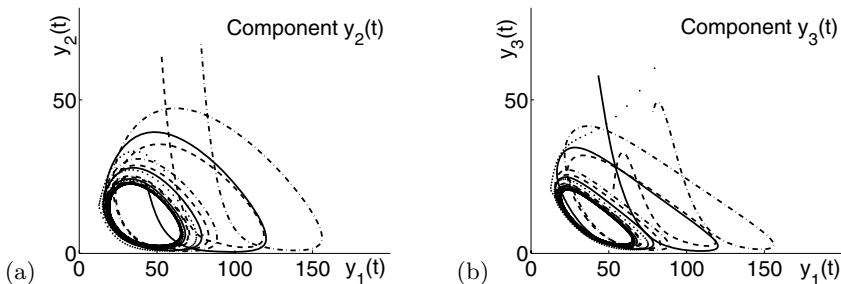 y_2(t)
Component y_2(t)
50
0
0 50 100 150 y_1(t)
(a)
y_3(t)
Component y_3(t)
50
0
0 50 100 150 y_1(t)
(b)